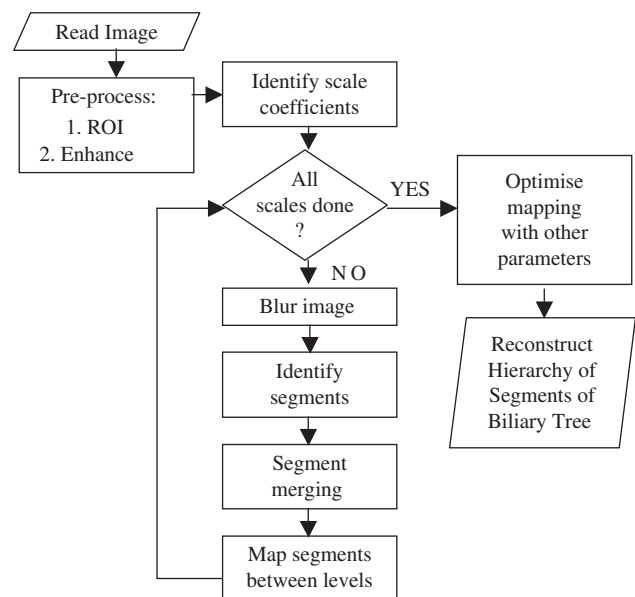 Read Image
Pre-process:
1. ROI
2. Enhance
Identify scale
coefficients
All
scales done
?
YES
NO
Optimise
mapping
with other
parameters
Blur image
Identify
segments
Segment
merging
Map segments
between levels
Reconstruct
Hierarchy of
Segments of
Biliary Tree